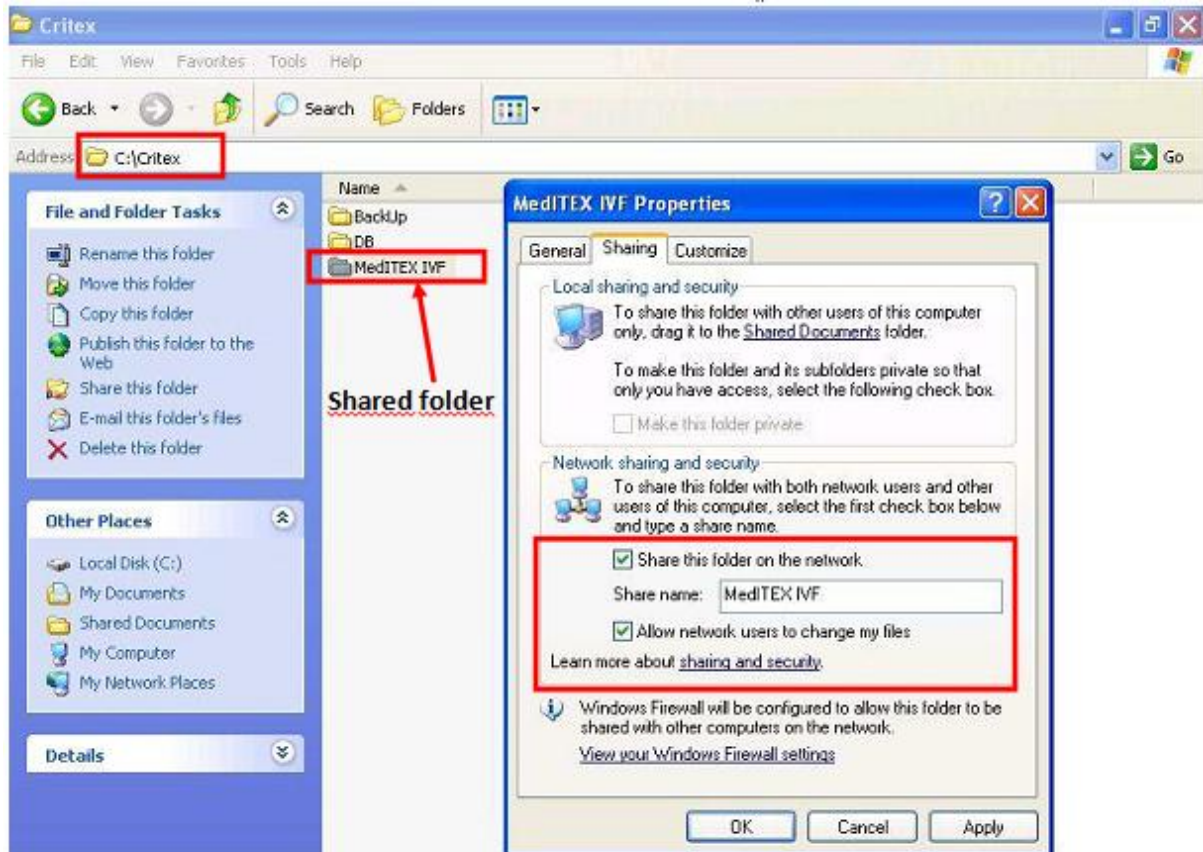 Critex
File Edit View Favorites Tools Help
Back Search Folders
Address C:\Critex Go
File and Folder Tasks
Rename this folder
Move this folder
Copy this folder
Publish this folder to the
Web
Share this folder
E-mail this folder's files
Delete this folder
Other Places
Local Disk (C:)
My Documents
Shared Documents
My Computer
My Network Places
Details
Name
BackUp
DB
MedITEX IVF
Shared folder
MedITEX IVF Properties
General Sharing Customize
Local sharing and security
To share this folder with other users of this computer
only, drag it to the Shared Documents folder.
To make this folder and its subfolders private so that
only you have access, select the following check box.
Make this folder private
Network sharing and security
To share this folder with both network users and other
users of this computer, select the first check box below
and type a share name.
Share this folder on the network
Share name: MedITEX IVF
Allow network users to change my files
Learn more about sharing and security.
Windows Firewall will be configured to allow this folder to be
shared with other computers on the network.
View your Windows Firewall settings
OK Cancel Apply